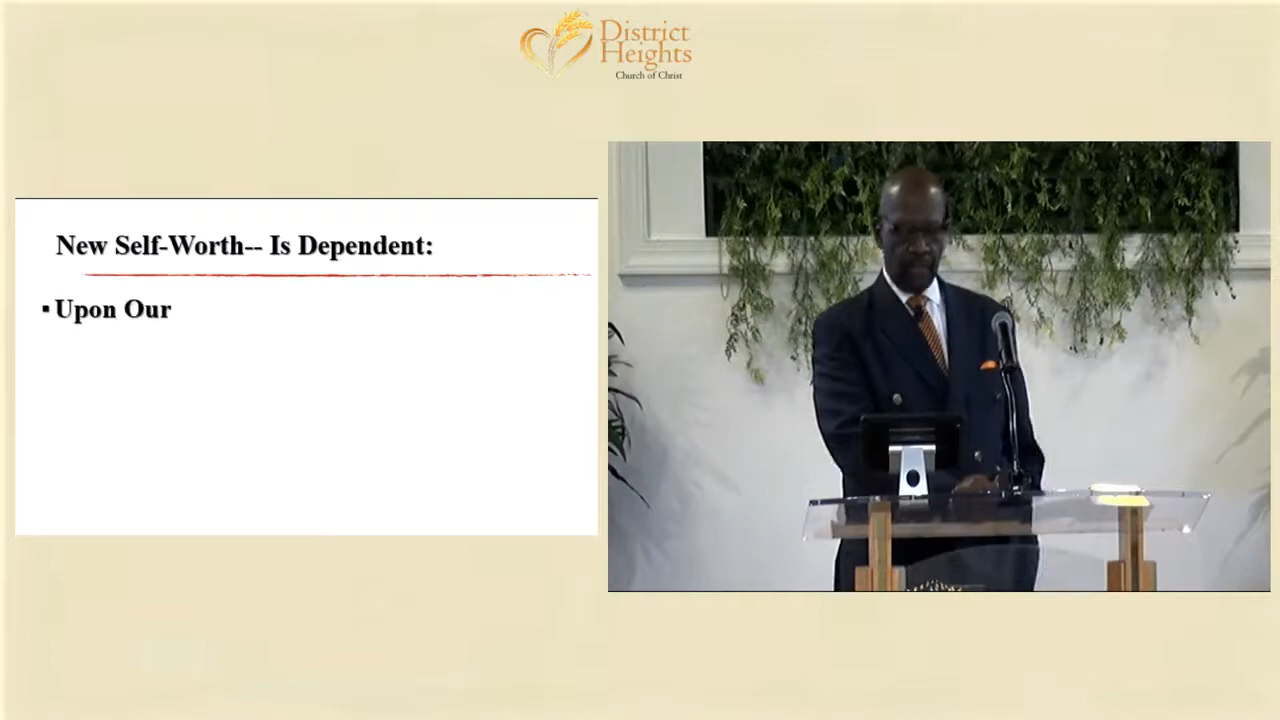 District
Heights
Church of Christ
New Self-Worth-- Is Dependent:
▪ Upon Our